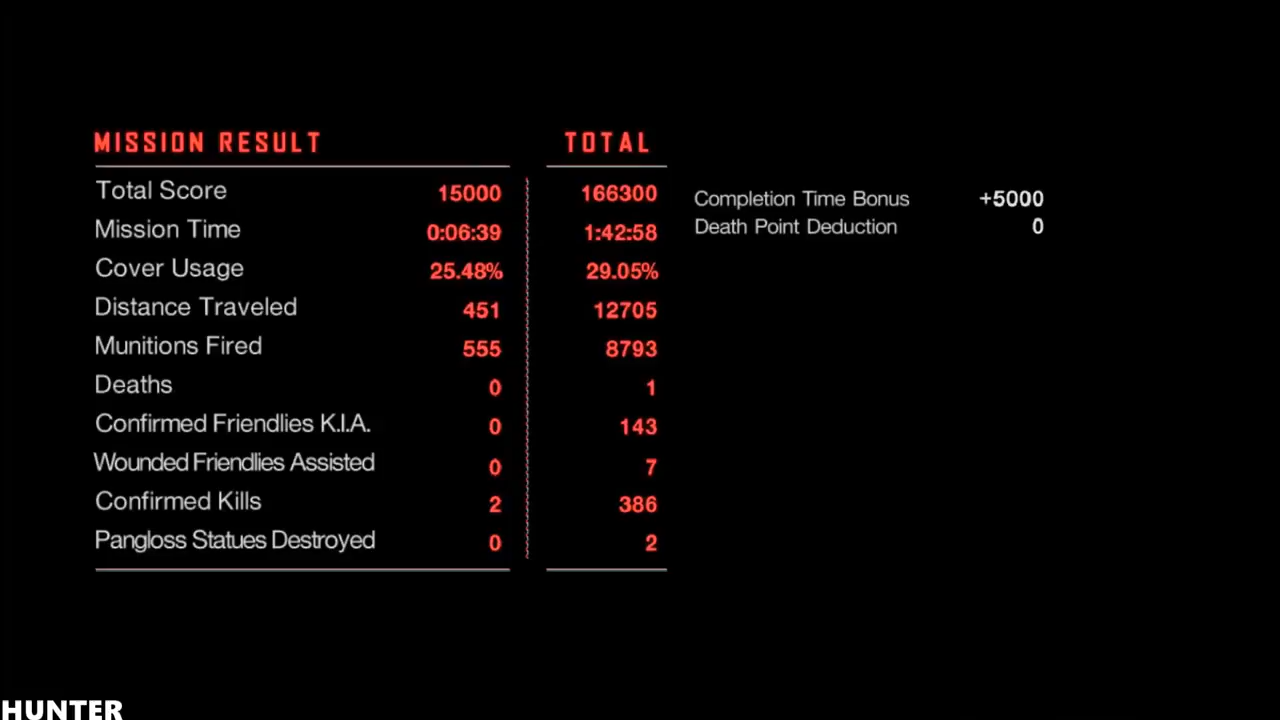 MISSION RESULT TOTAL
Total Score 15000 166300
Completion Time Bonus +5000
Death Point Deduction 0
Mission Time 0:06:39 1:42:58
Cover Usage 25.48% 29.05%
Distance Traveled 451 12705
Munitions Fired 555 8793
Deaths 0 1
Confirmed Friendlies K.I.A. 0 143
Wounded Friendlies Assisted 0 7
Confirmed Kills 2 386
Pangloss Statues Destroyed 0 2
HUNTER